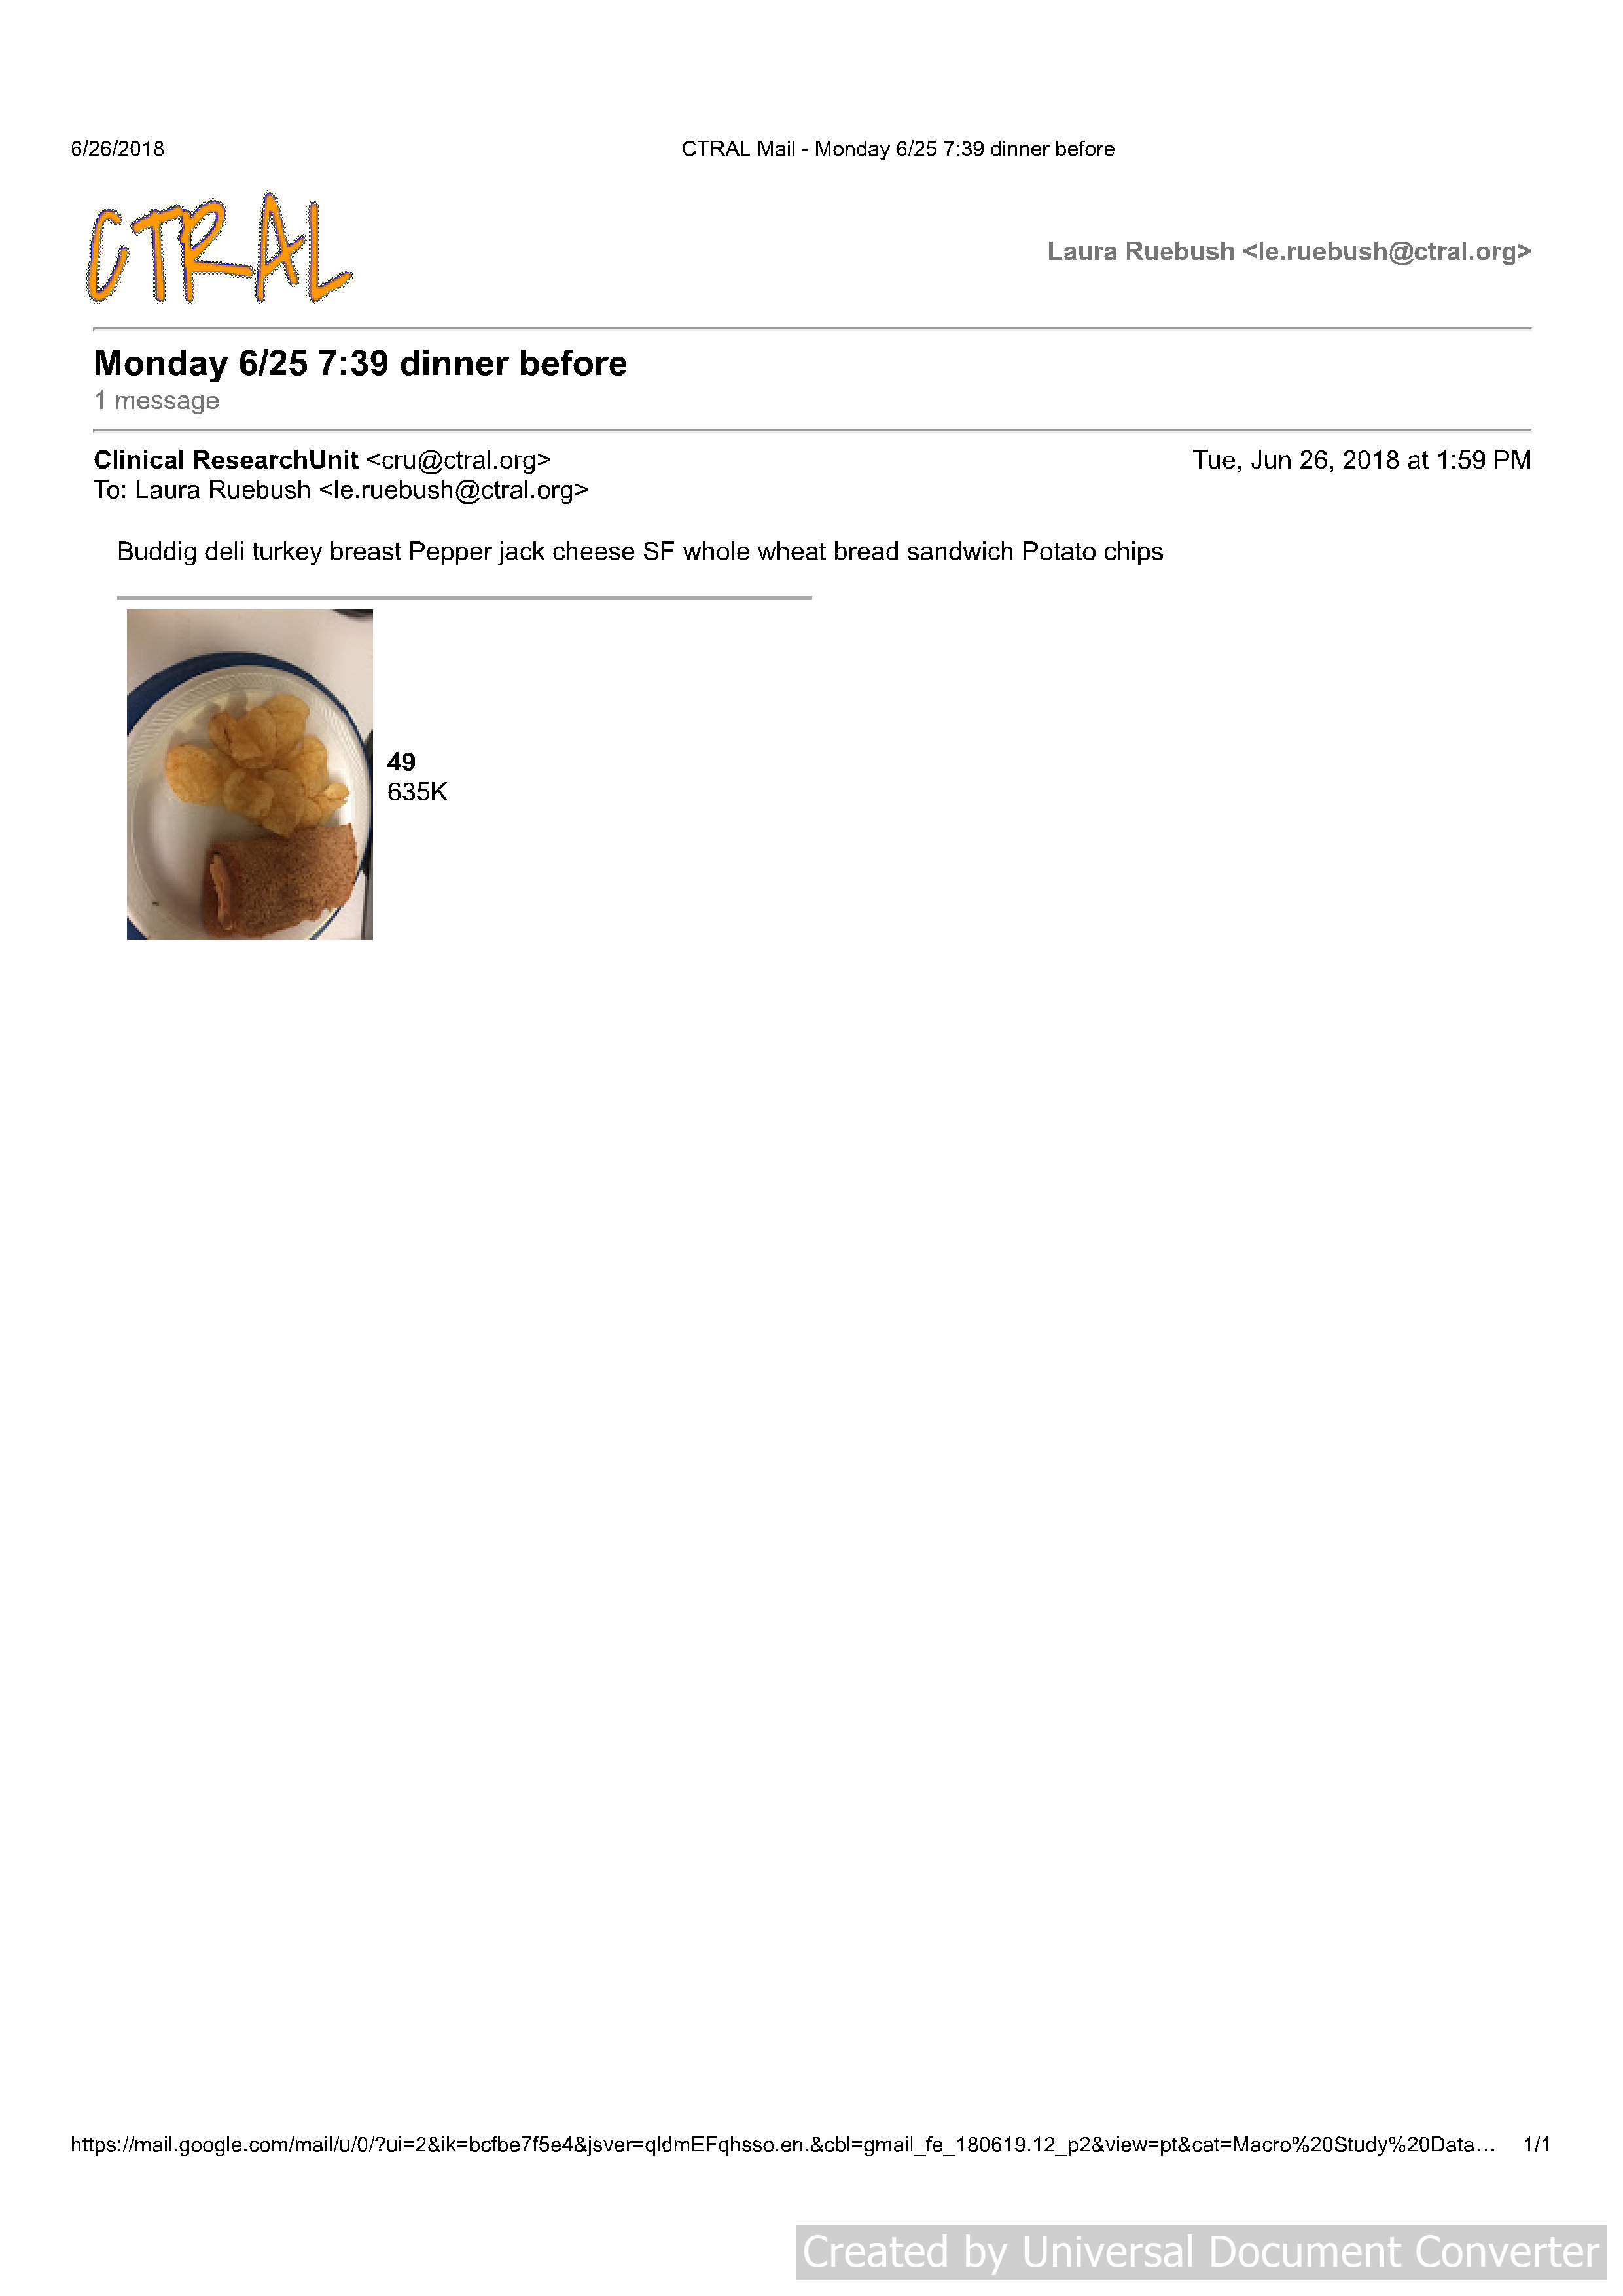 6/26/2018 CTRAL Mail - Monday 6/25 7:39 dinner before
CTRAL
Laura Ruebush <le.ruebush@ctral.org>
Monday 6/25 7:39 dinner before
1 message
Clinical ResearchUnit <cru@ctral.org> Tue, Jun 26, 2018 at 1:59 PM
To: Laura Ruebush <le.ruebush@ctral.org>
Buddig deli turkey breast Pepper jack cheese SF whole wheat bread sandwich Potato chips
49
635K
https://mail.google.com/mail/u/0/?ui=2&ik=bcfbe7f5e4&jsver=qldmEFqhsso.en.&cbl=gmail_fe_180619.12_p2&view=pt&cat=Macro%20Study%20Data… 1/1
Created by Universal Document Converter